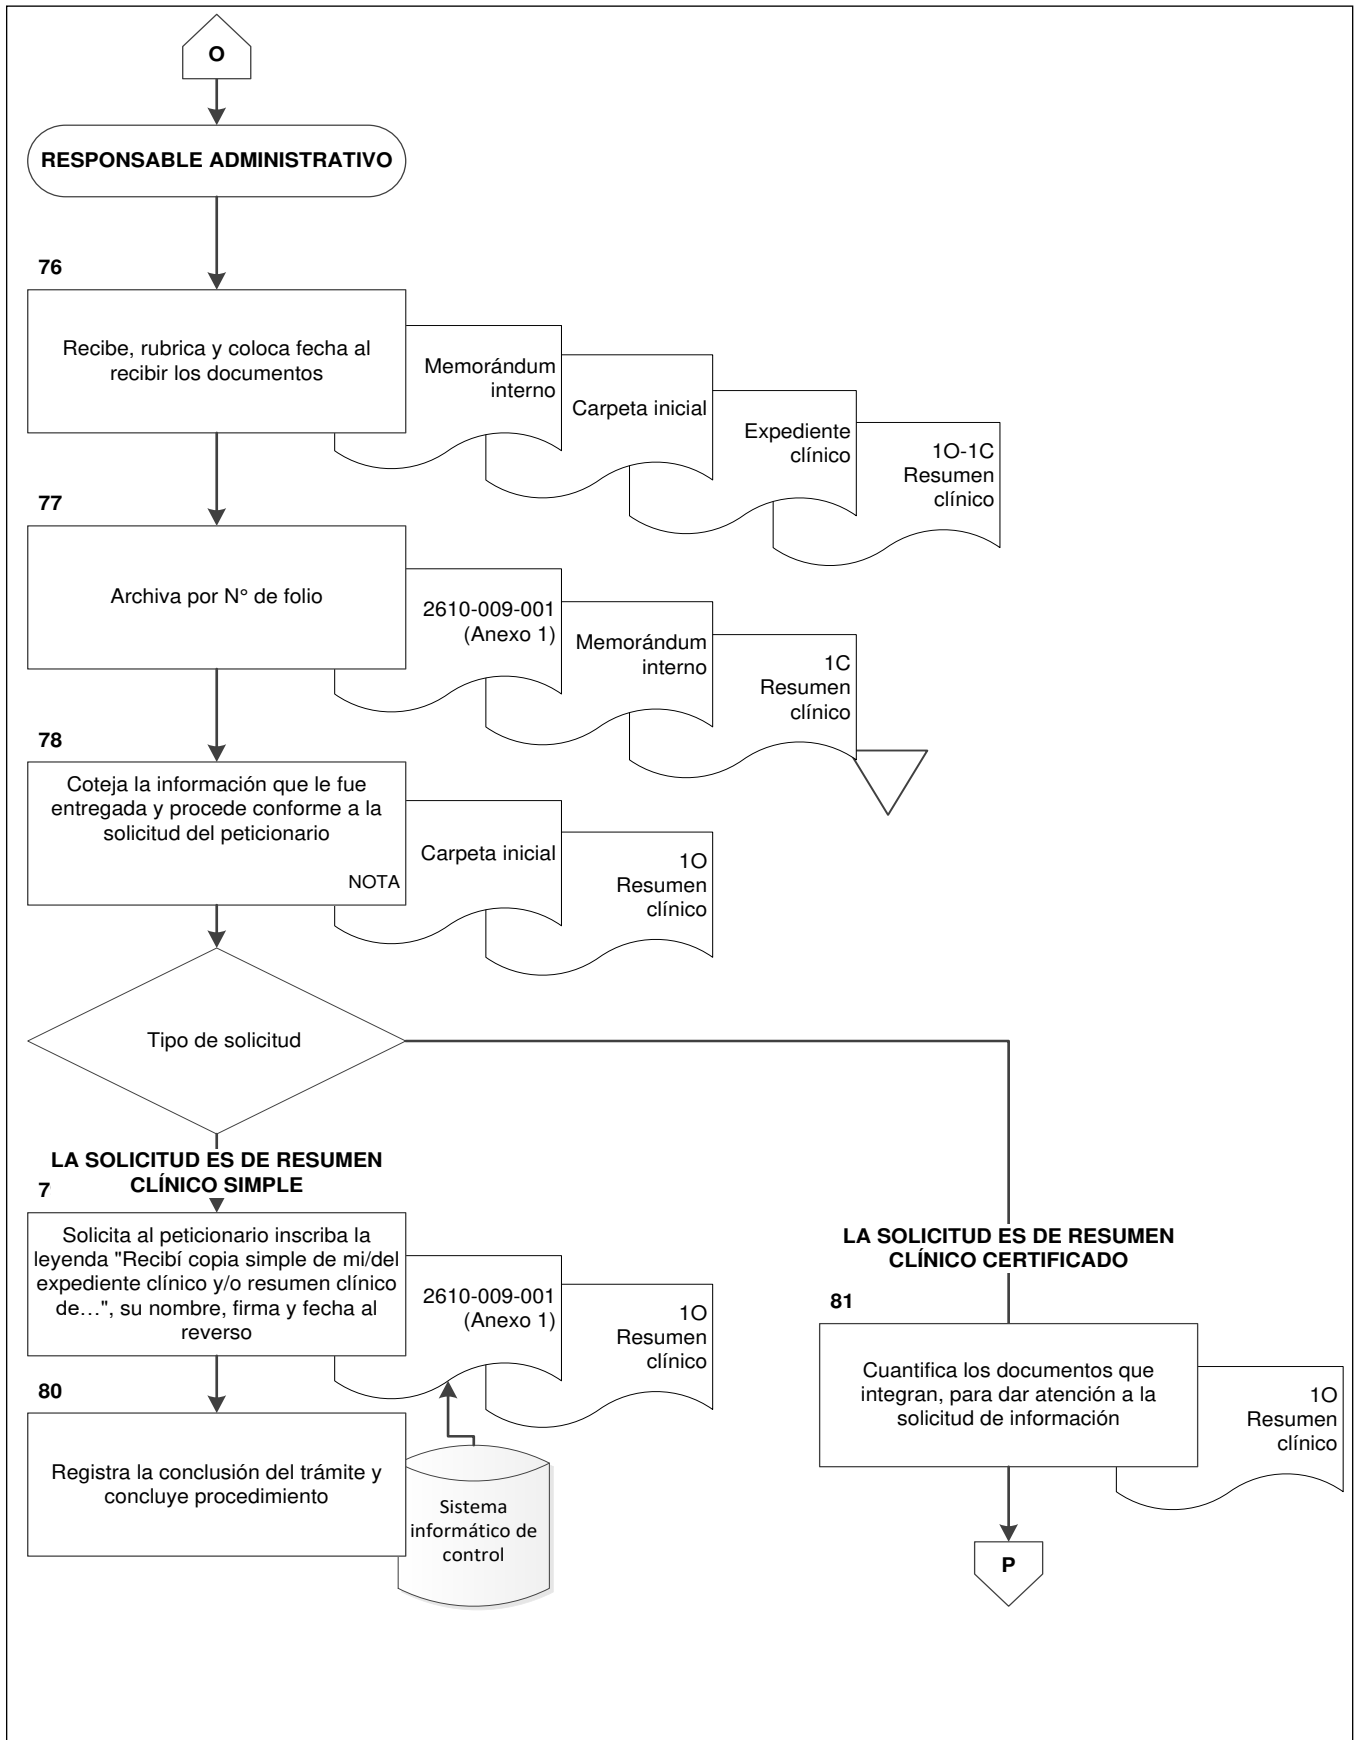 O
RESPONSABLE ADMINISTRATIVO
76
Recibe, rubrica y coloca fecha al
recibir los documentos
Memorándum
interno
Carpeta inicial
Expediente
clínico
1O-1C
Resumen
clínico
77
Archiva por N° de folio
2610-009-001
(Anexo 1)
Memorándum
interno
1C
Resumen
clínico
78
Coteja la información que le fue
entregada y procede conforme a la
solicitud del peticionario
NOTA
Carpeta inicial
1O
Resumen
clínico
Tipo de solicitud
LA SOLICITUD ES DE RESUMEN
CLÍNICO SIMPLE
7
Solicita al peticionario inscriba la
leyenda "Recibí copia simple de mi/del
expediente clínico y/o resumen clínico
de…", su nombre, firma y fecha al
reverso
2610-009-001
(Anexo 1)
1O
Resumen
clínico
80
Registra la conclusión del trámite y
concluye procedimiento
Sistema
informático de
control
LA SOLICITUD ES DE RESUMEN
CLÍNICO CERTIFICADO
81
Cuantifica los documentos que
integran, para dar atención a la
solicitud de información
1O
Resumen
clínico
P